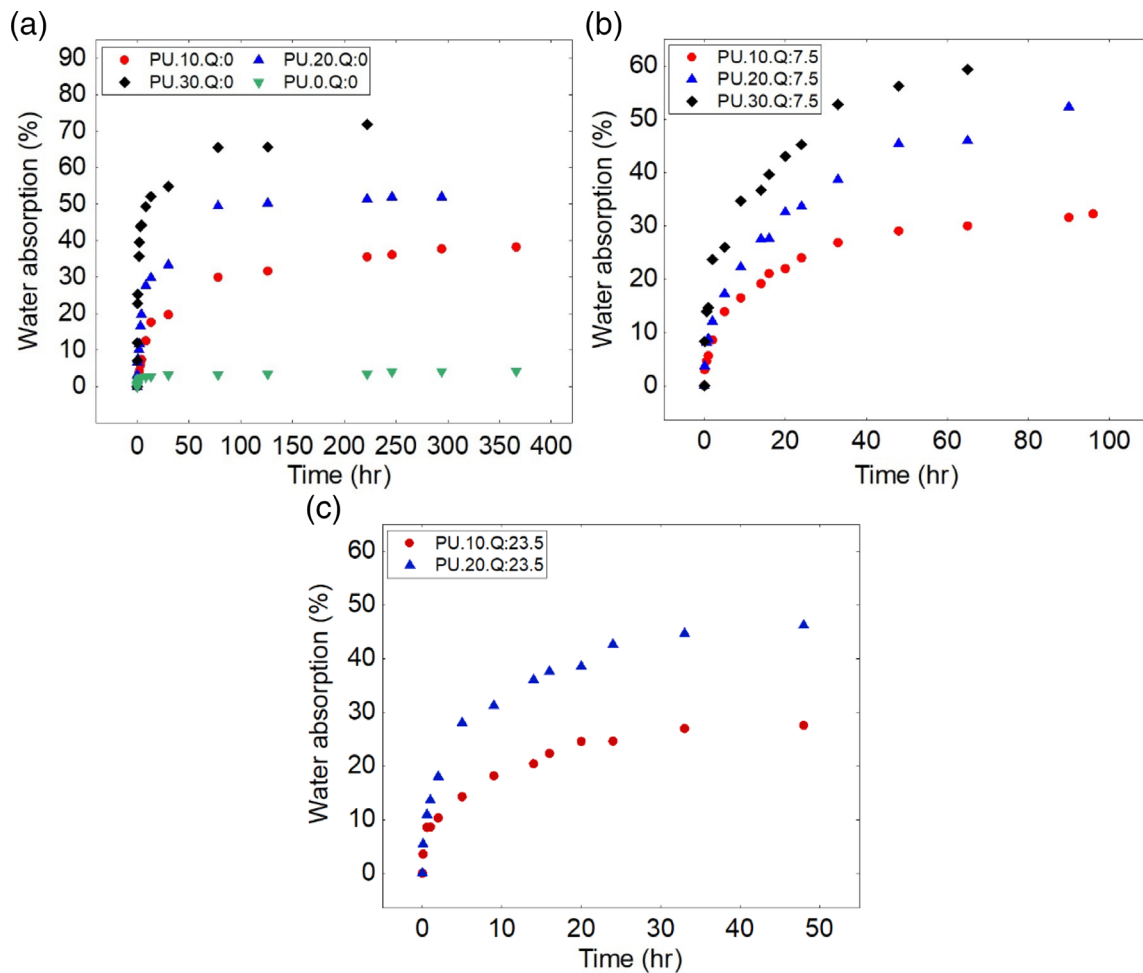 (a)
(b)
PU.10.Q:0 PU.20.Q:0
PU.30.Q:0 PU.0.Q:0
Water absorption (%)
90
80
70
60
50
40
30
20
10
0
0 50 100 150 200 250 300 350 400
Time (hr)
PU.10.Q:7.5
PU.20.Q:7.5
PU.30.Q:7.5
Water absorption (%)
60
50
40
30
20
10
0
0 20 40 60 80 100
Time (hr)
(c)
PU.10.Q:23.5
PU.20.Q:23.5
Water absorption (%)
60
50
40
30
20
10
0
0 10 20 30 40 50
Time (hr)